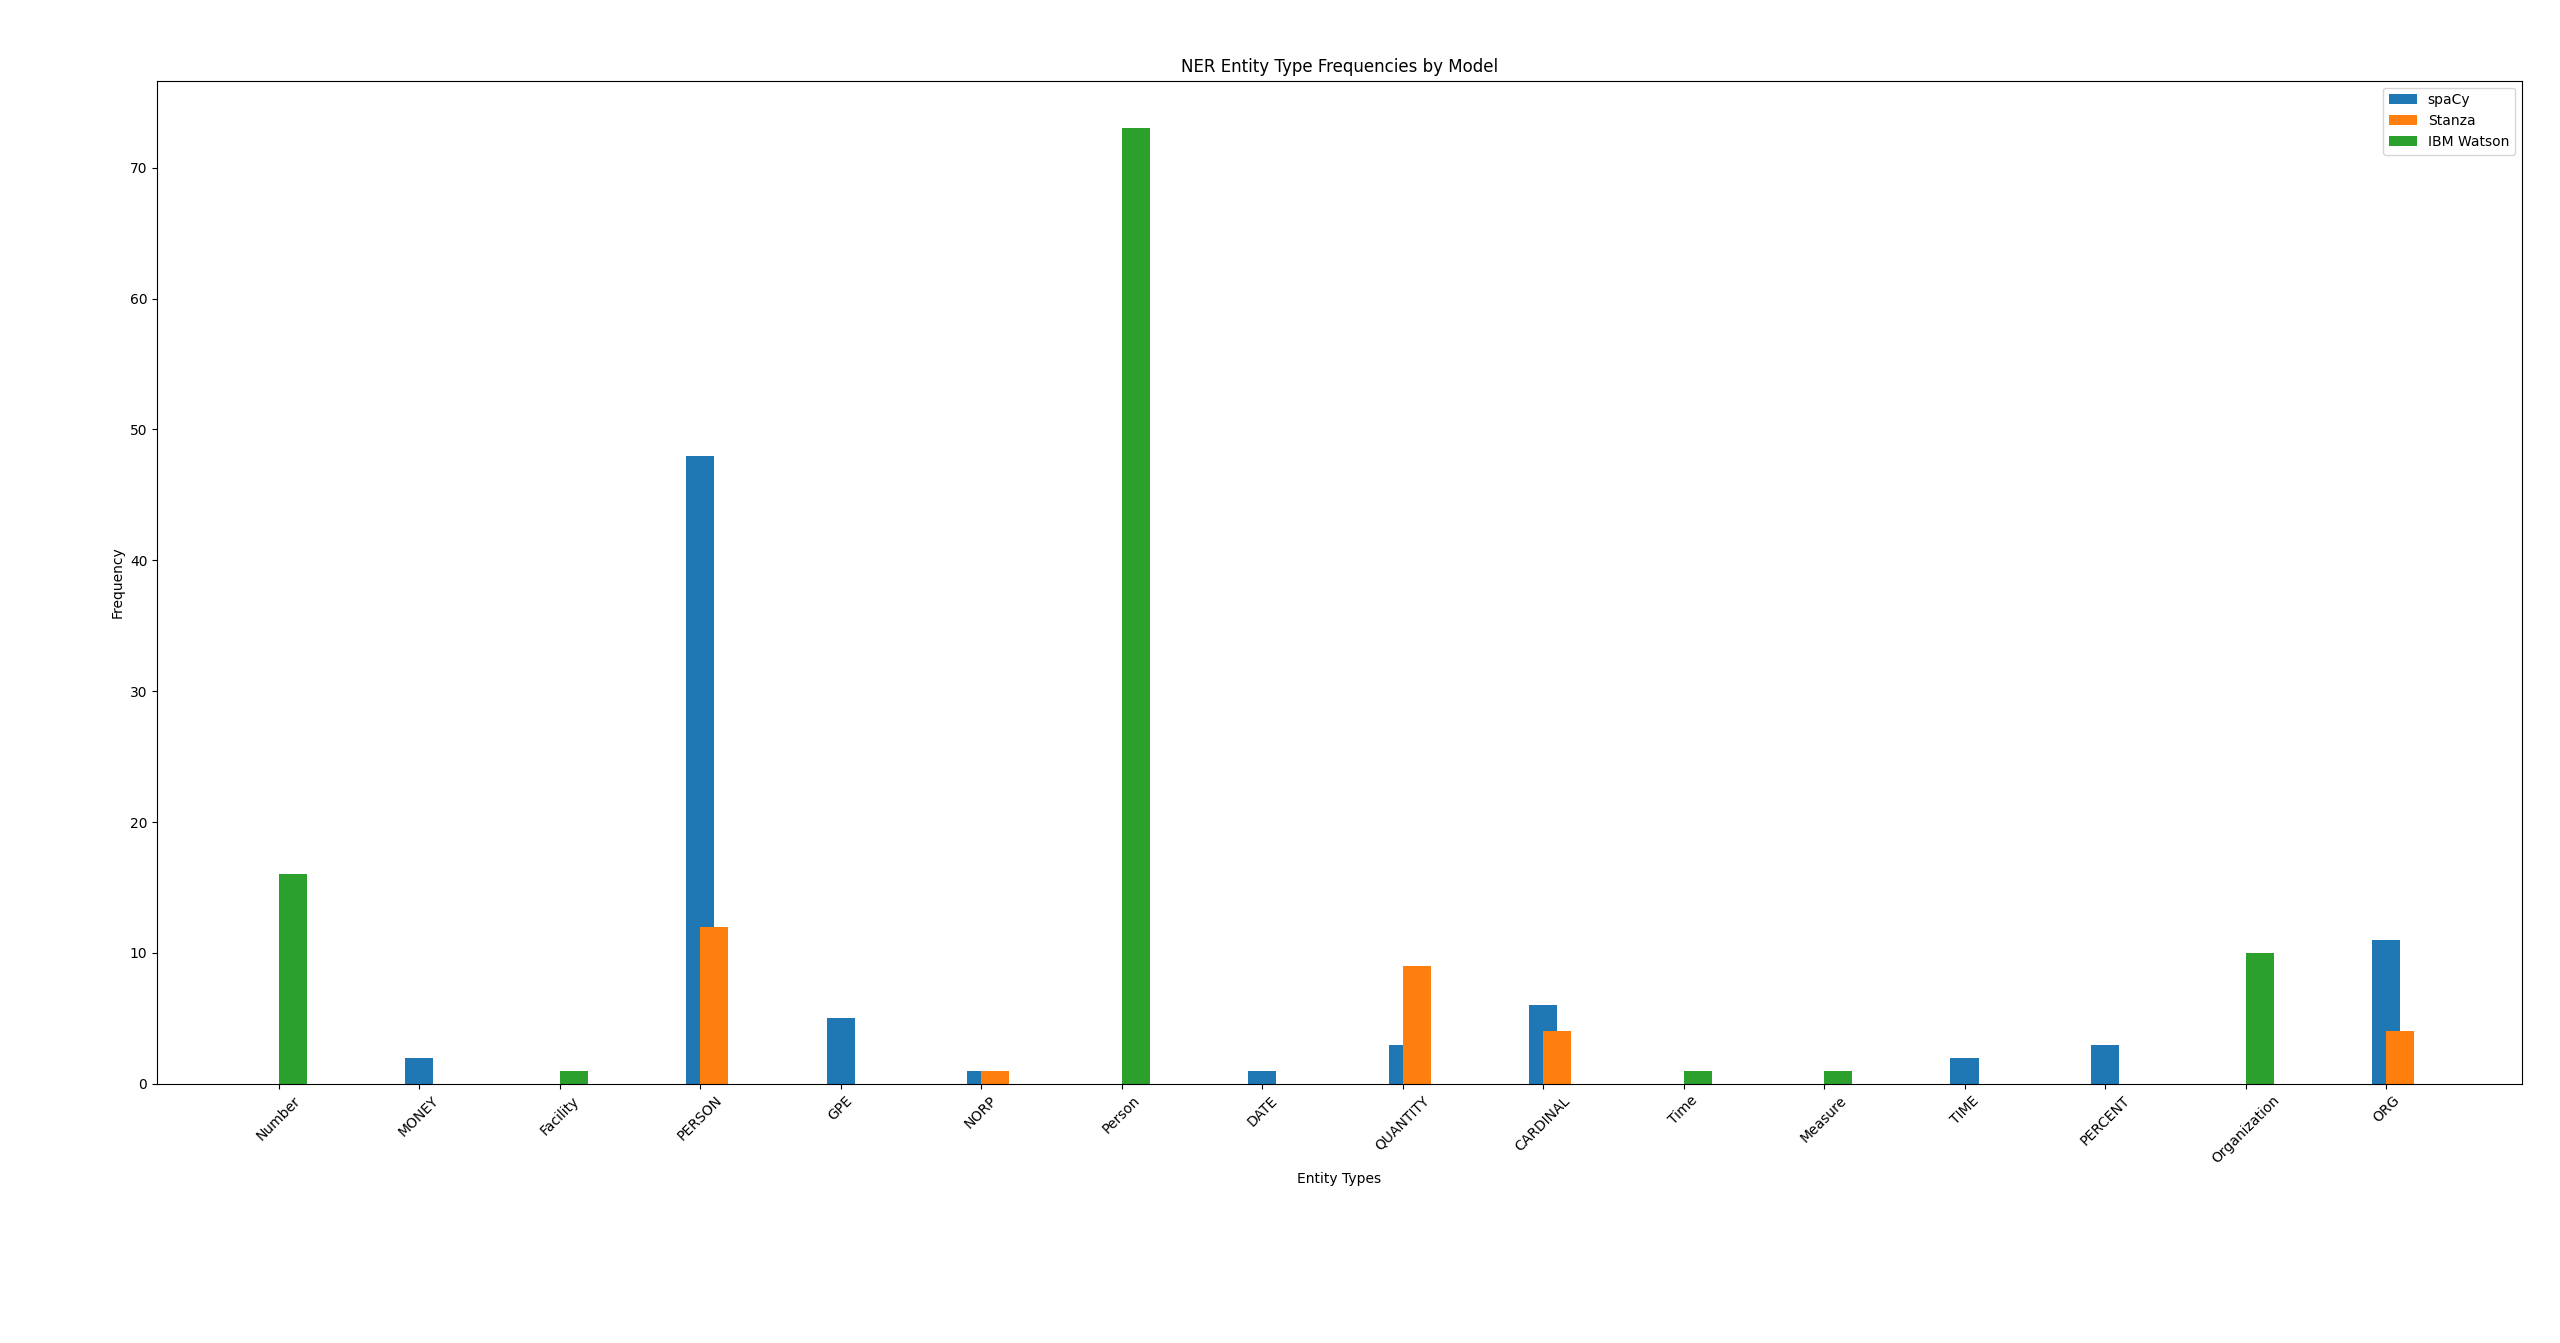 NER Entity Type Frequencies by Model
spaCy
Stanza
IBM Watson
70
60
50
40
30
20
10
0
Frequency
Number
MONEY
Facility
PERSON
GPE
NORP
Person
DATE
QUANTITY
CARDINAL
Time
Measure
TIME
PERCENT
Organization
ORG
Entity Types